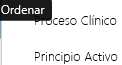 Ordenar
Proceso Clínico
Principio Activo